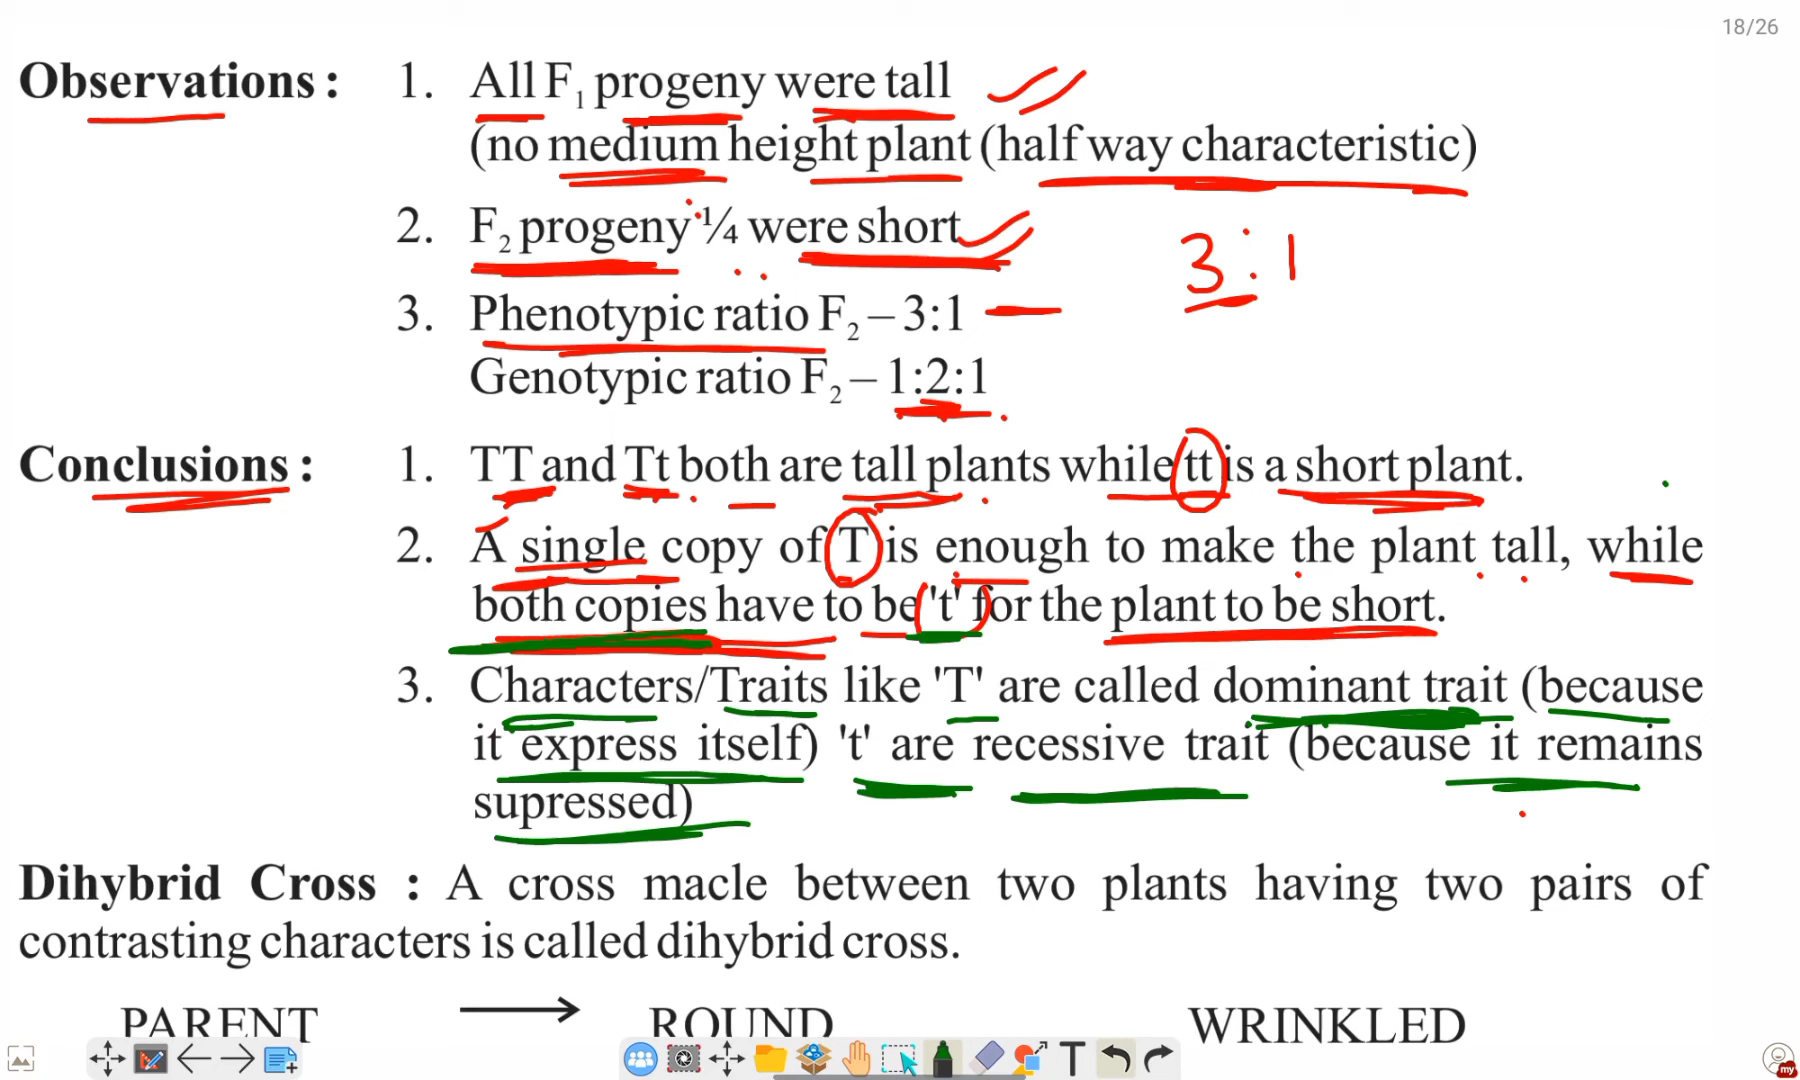 18/26
Observations : 1. All F₁ progeny were tall
(no medium height plant (half way characteristic)
2. F₂ progeny ¼ were short
3 : 1
3. Phenotypic ratio F₂ – 3:1
Genotypic ratio F₂ – 1:2:1
Conclusions : 1. TT and Tt both are tall plants while tt is a short plant.
2. A single copy of T is enough to make the plant tall, while
both copies have to be 't' for the plant to be short.
3. Characters/Traits like 'T' are called dominant trait (because
it express itself) 't' are recessive trait (because it remains
supressed)
Dihybrid Cross : A cross macle between two plants having two pairs of
contrasting characters is called dihybrid cross.
PARENT → ROUND WRINKLED
T
my